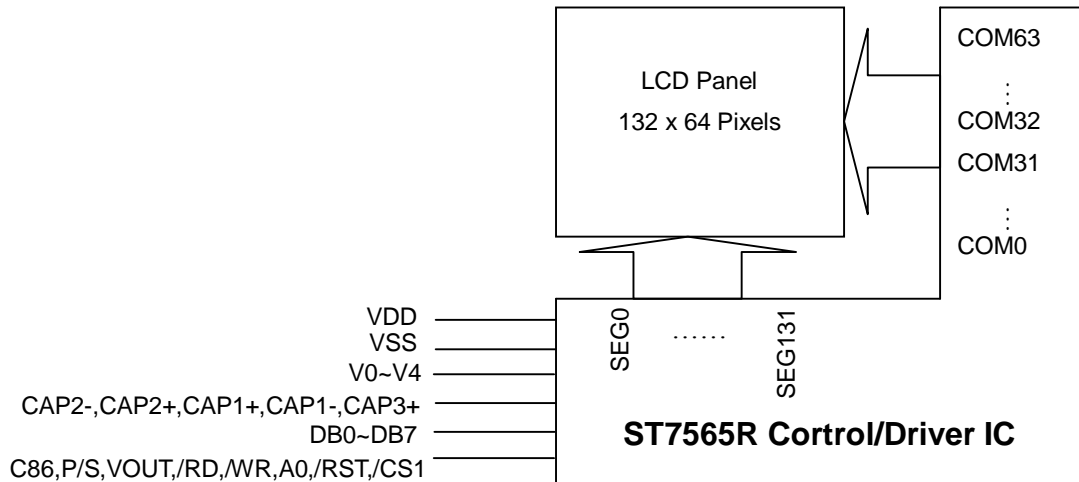 LCD Panel
132 x 64 Pixels
COM63
COM32
COM31
COM0
SEG0
......
SEG131
VDD
VSS
V0~V4
CAP2-,CAP2+,CAP1+,CAP1-,CAP3+
DB0~DB7
C86,P/S,VOUT,/RD,/WR,A0,/RST,/CS1
ST7565R Cortrol/Driver IC